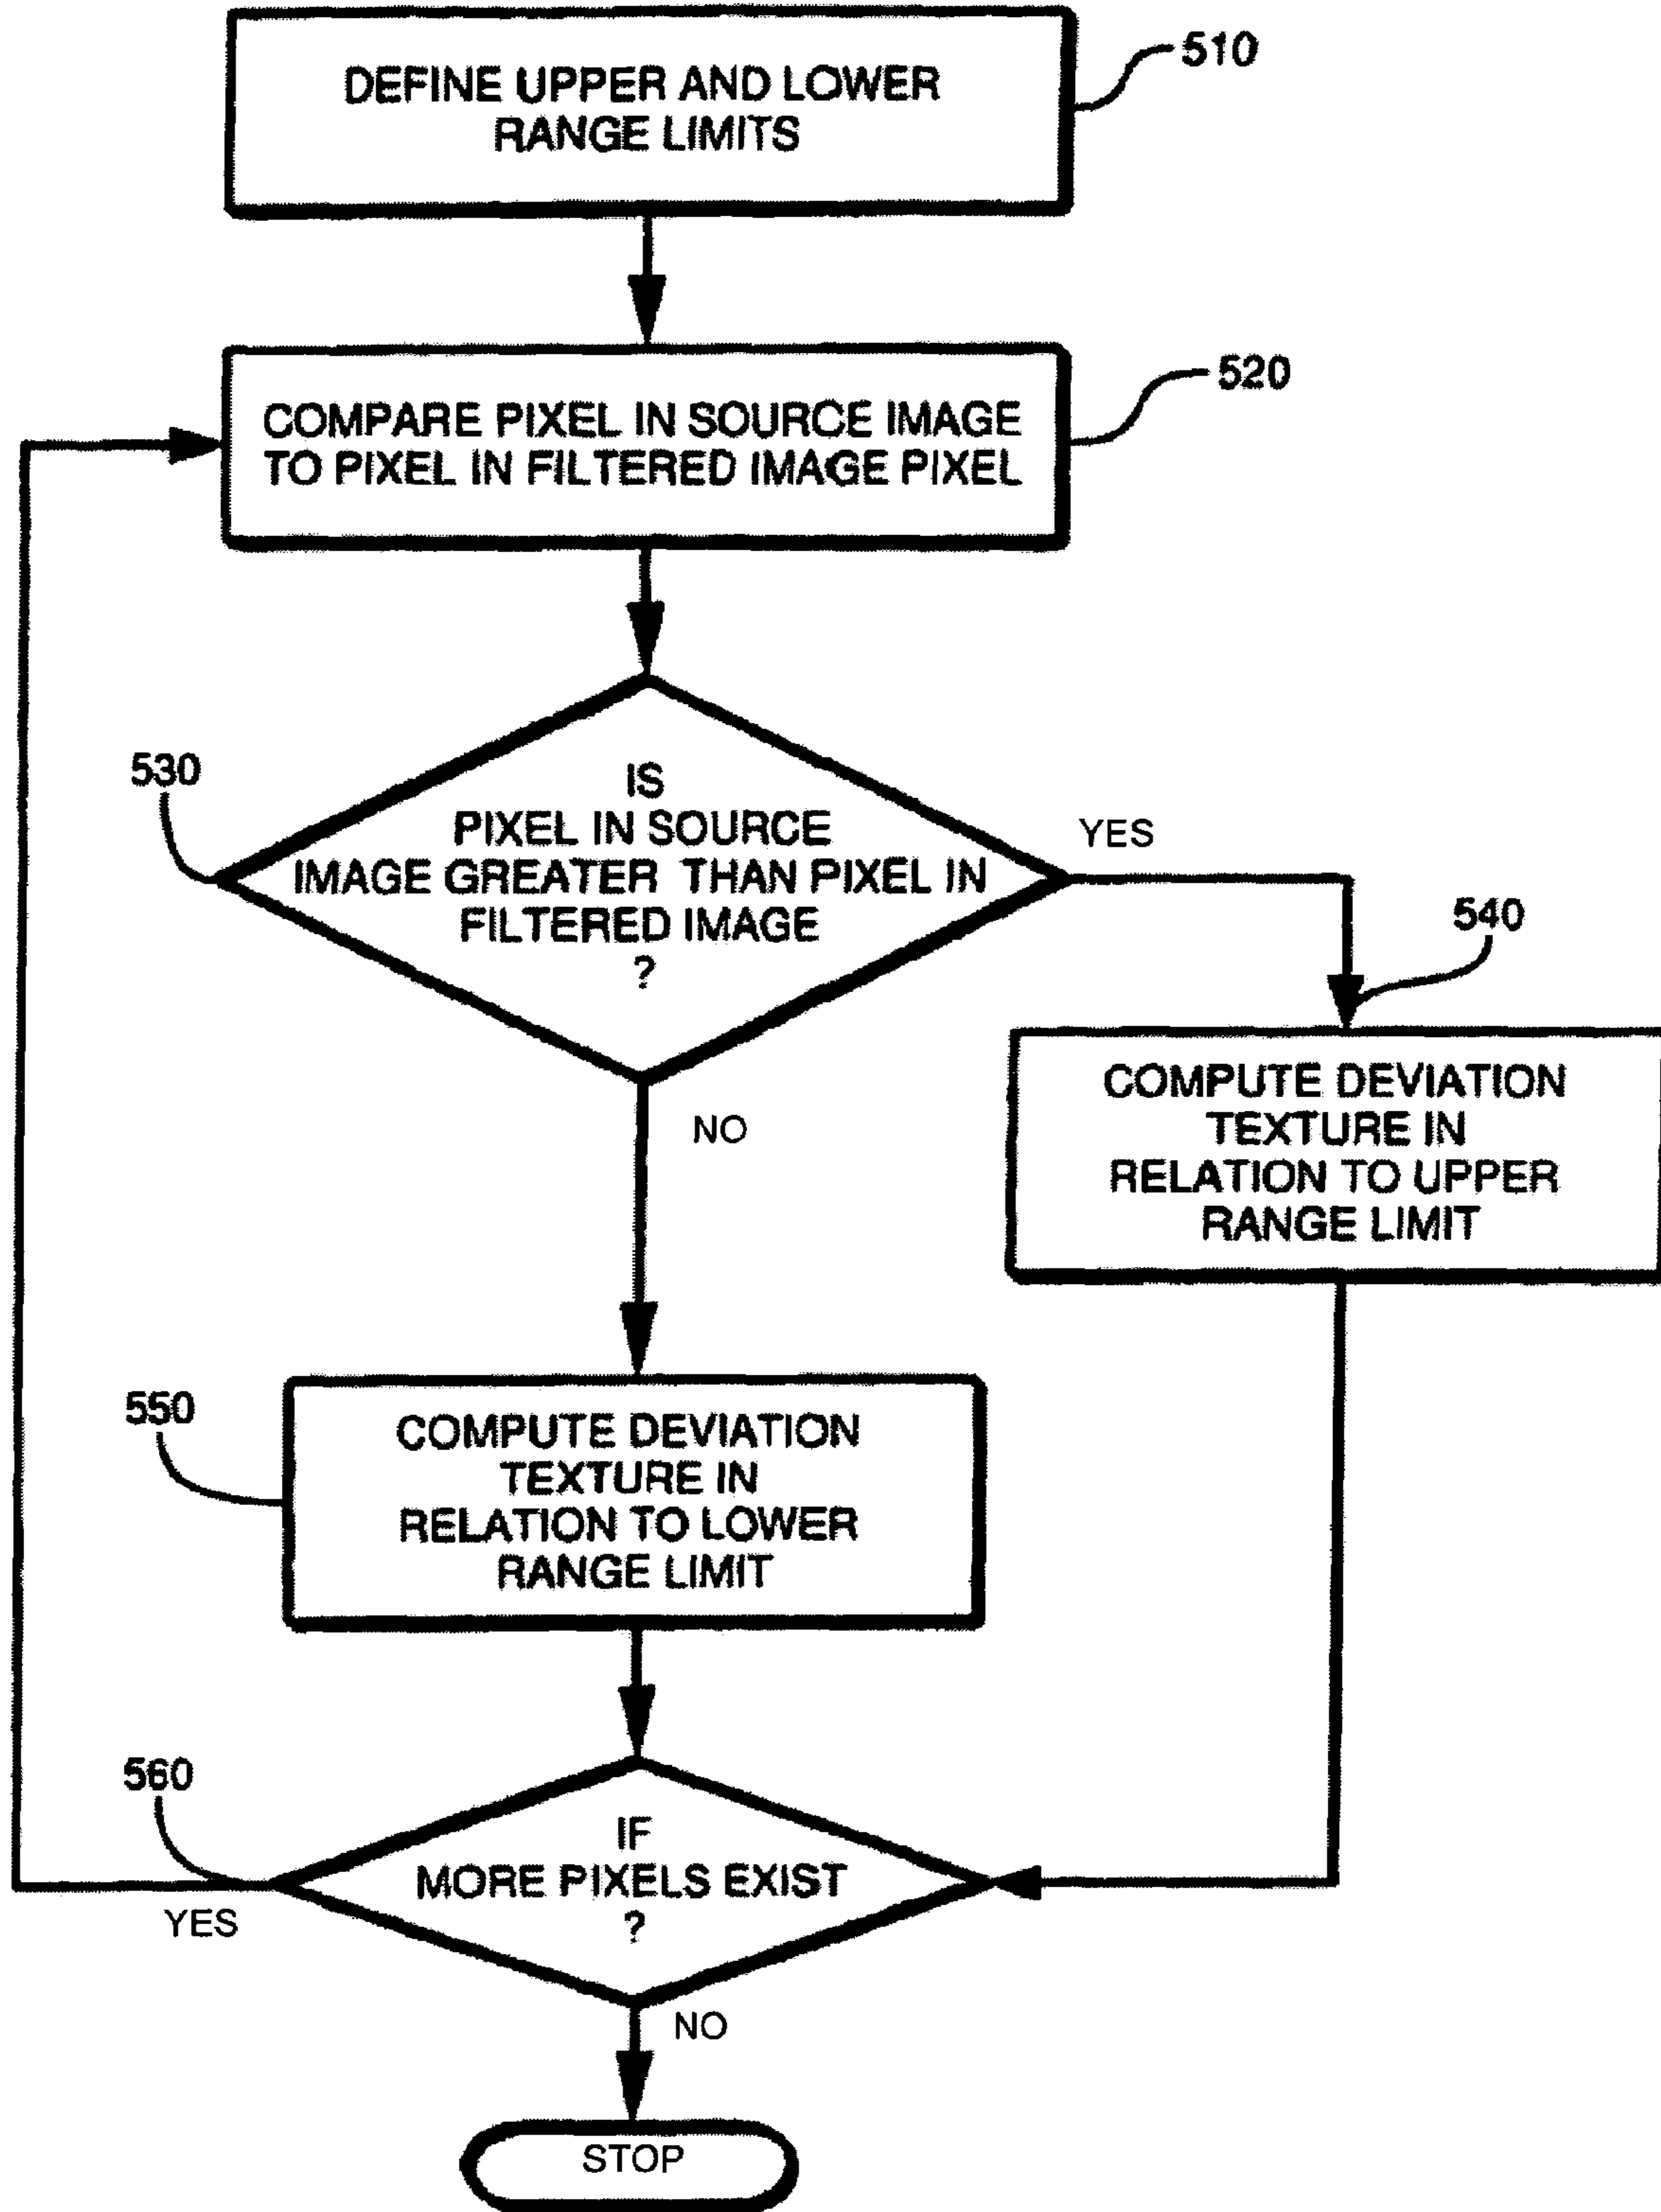 DEFINE UPPER AND LOWER
RANGE LIMITS
510
COMPARE PIXEL IN SOURCE IMAGE
TO PIXEL IN FILTERED IMAGE PIXEL
520
530
IS
PIXEL IN SOURCE
IMAGE GREATER THAN PIXEL IN
FILTERED IMAGE
?
YES
NO
540
COMPUTE DEVIATION
TEXTURE IN
RELATION TO UPPER
RANGE LIMIT
550
COMPUTE DEVIATION
TEXTURE IN
RELATION TO LOWER
RANGE LIMIT
560
IF
MORE PIXELS EXIST
?
YES
NO
STOP